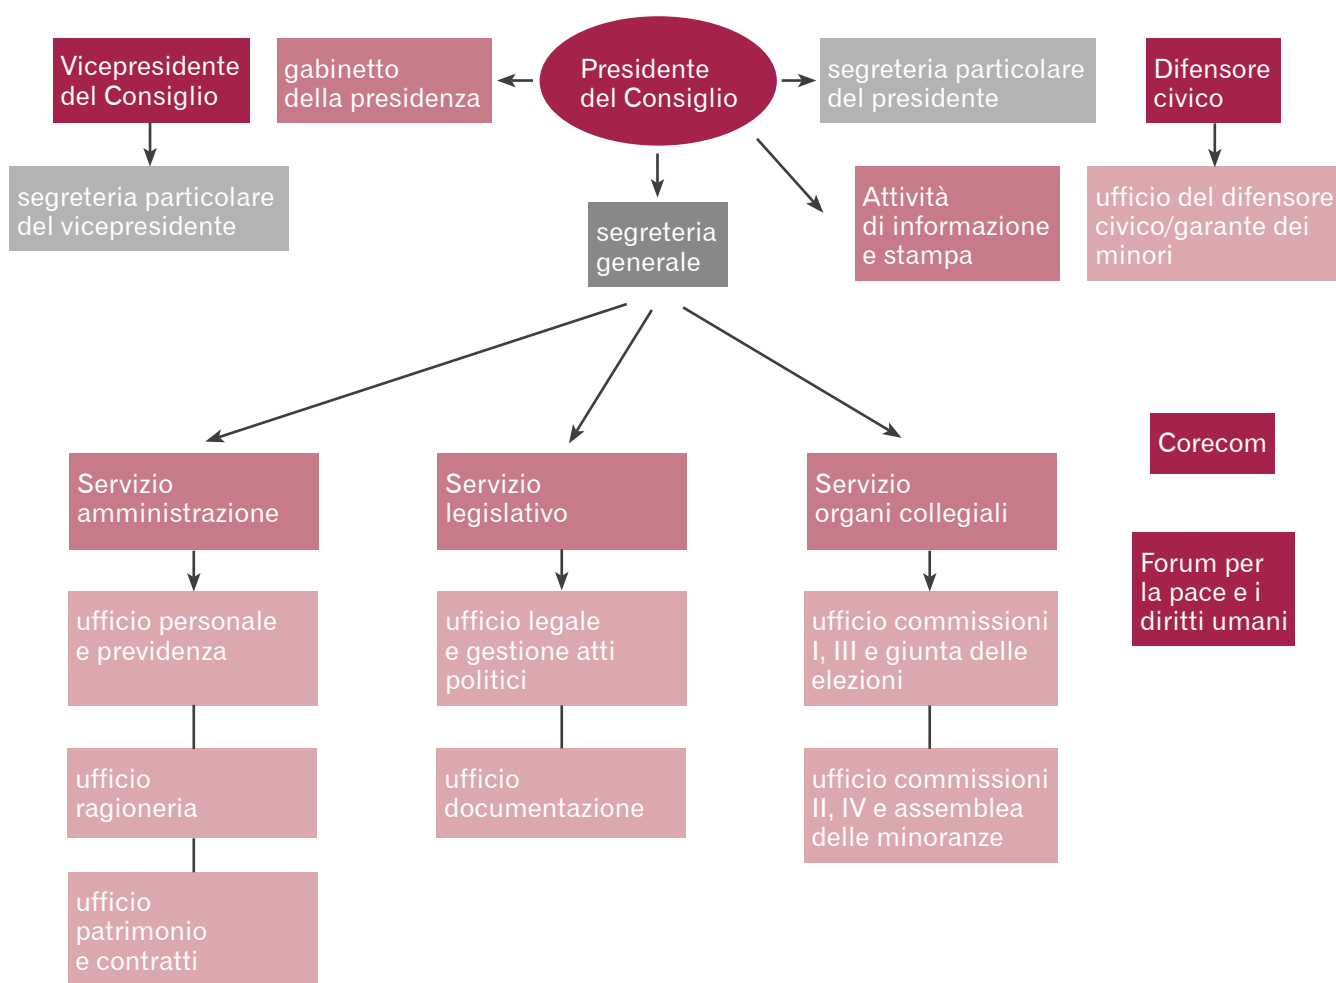 Vicepresidente
del Consiglio
gabinetto
della presidenza
Presidente
del Consiglio
segreteria particolare
del presidente
Difensore
civico
segreteria particolare
del vicepresidente
segreteria
generale
Attività
di informazione
e stampa
ufficio del difensore
civico/garante dei
minori
Servizio
amministrazione
Servizio
legislativo
Servizio
organi collegiali
Corecom
Forum per
la pace e i
diritti umani
ufficio personale
e previdenza
ufficio legale
e gestione atti
politici
ufficio commissioni
I, III e giunta delle
elezioni
ufficio
ragioneria
ufficio
documentazione
ufficio commissioni
II, IV e assemblea
delle minoranze
ufficio
patrimonio
e contratti